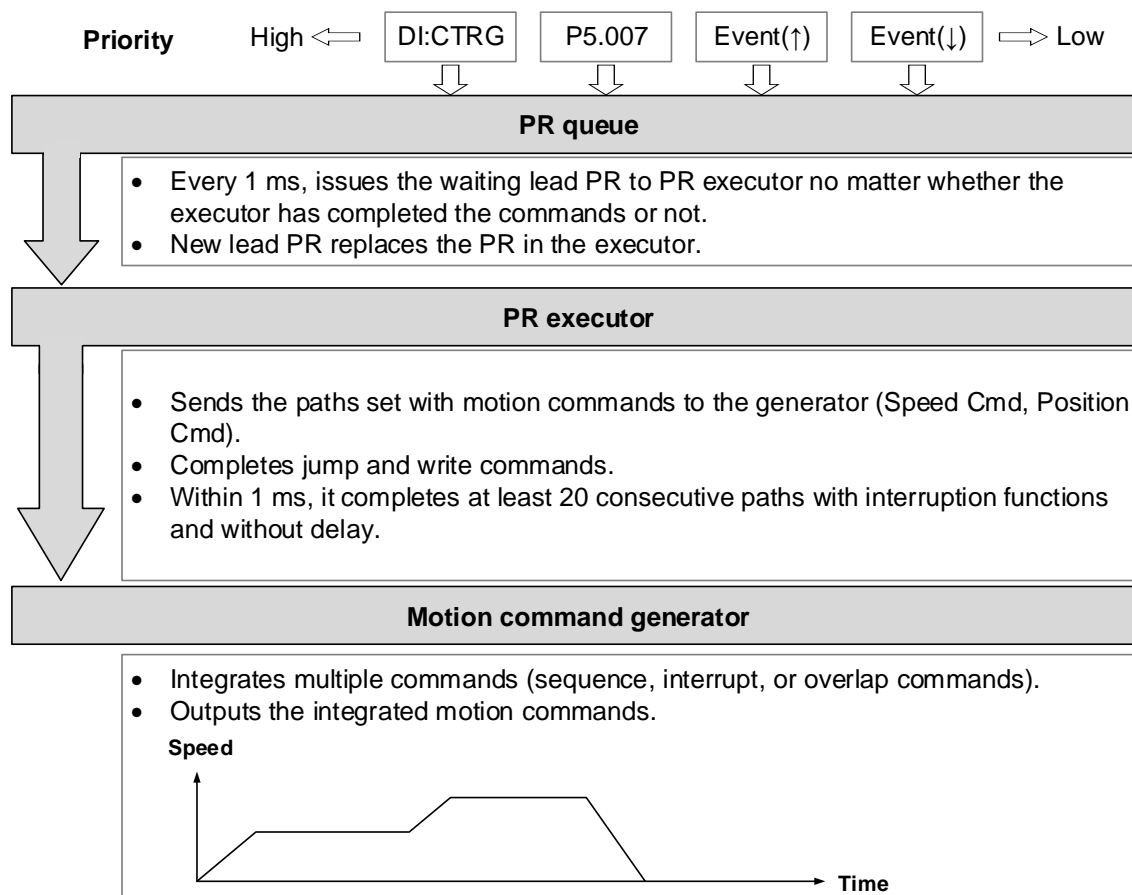 Priority High DI:CTRG P5.007 Event(↑) Event(↓) Low
PR queue
• Every 1 ms, issues the waiting lead PR to PR executor no matter whether the
executor has completed the commands or not.
• New lead PR replaces the PR in the executor.
PR executor
• Sends the paths set with motion commands to the generator (Speed Cmd, Position
Cmd).
• Completes jump and write commands.
• Within 1 ms, it completes at least 20 consecutive paths with interruption functions
and without delay.
Motion command generator
• Integrates multiple commands (sequence, interrupt, or overlap commands).
• Outputs the integrated motion commands.
Speed
Time